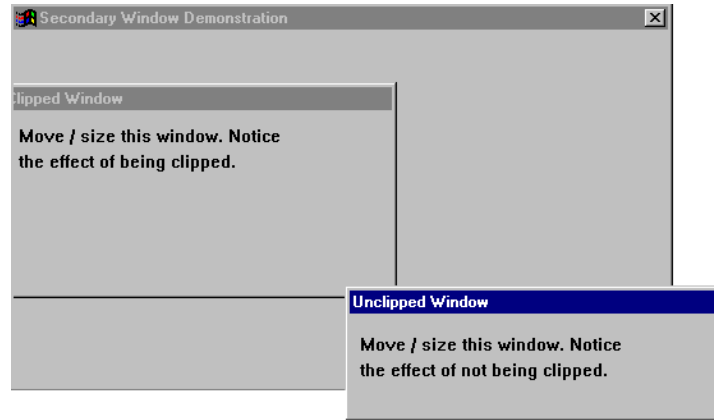 Secondary Window Demonstration
Clipped Window
Move / size this window. Notice
the effect of being clipped.
Unclipped Window
Move / size this window. Notice
the effect of not being clipped.